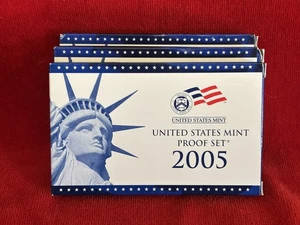 UNITED STATES MINT
UNITED STATES MINT
PROOF SET®
2005